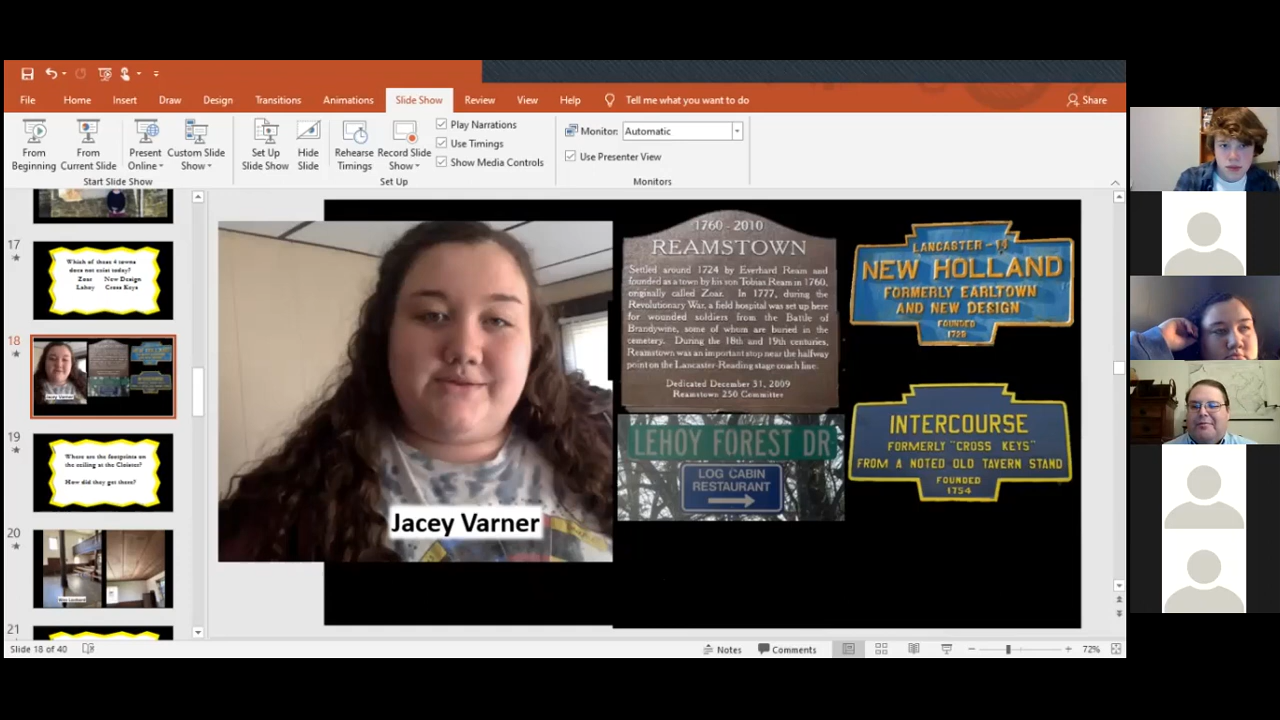 File Home Insert Draw Design Transitions Animations Slide Show Review View Help Tell me what you want to do Share
From Beginning
From Current Slide
Present Online
Custom Slide Show
Set Up Slide Show
Hide Slide
Rehearse Timings
Record Slide Show
Play Narrations
Use Timings
Show Media Controls
Monitor: Automatic
Use Presenter View
Start Slide Show
Set Up
Monitors
17
Which of these 4 towns
does not exist today?
Zoar New Design
Lahoy Cross Keys
18
19
Where are the footprints on
the ceiling at the Cloister?
How did they get there?
20
21
Jacey Varner
1760 - 2010
REAMSTOWN
Settled around 1724 by Everhard Ream and
founded as a town by his son Tobias Ream in 1760,
originally called Zoar. In 1777, during the
Revolutionary War, a field hospital was set up here
for wounded soldiers from the Battle of
Brandywine, some of whom are buried in the
cemetery. During the 18th and 19th centuries,
Reamstown was an important stop near the halfway
point on the Lancaster-Reading stage coach line.
Dedicated December 31, 2009
Reamstown 250 Committee
LEHOY FOREST DR
LOG CABIN
RESTAURANT
LANCASTER-14
NEW HOLLAND
FORMERLY EARLTOWN
AND NEW DESIGN
FOUNDED
INTERCOURSE
FORMERLY "CROSS KEYS"
FROM A NOTED OLD TAVERN STAND
FOUNDED
1754
Slide 18 of 40
Notes
Comments
72%